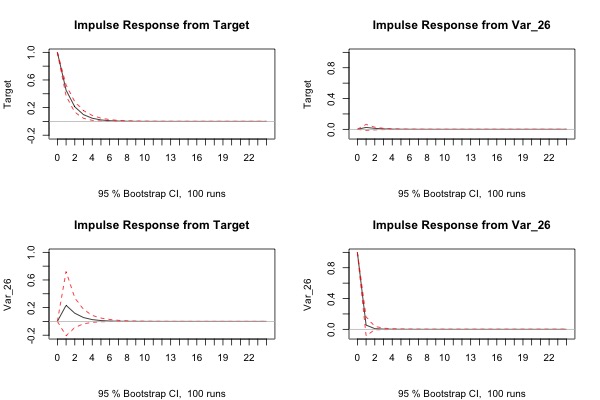 Impulse Response from Target
Target
1.0
0.6
0.2
-0.2
0 2 4 6 8 10 13 16 19 22
95 % Bootstrap CI, 100 runs
Impulse Response from Var_26
Target
0.8
0.4
0.0
0 2 4 6 8 10 13 16 19 22
95 % Bootstrap CI, 100 runs
Impulse Response from Target
Var_26
1.0
0.6
0.2
-0.2
0 2 4 6 8 10 13 16 19 22
95 % Bootstrap CI, 100 runs
Impulse Response from Var_26
Var_26
0.8
0.4
0.0
0 2 4 6 8 10 13 16 19 22
95 % Bootstrap CI, 100 runs